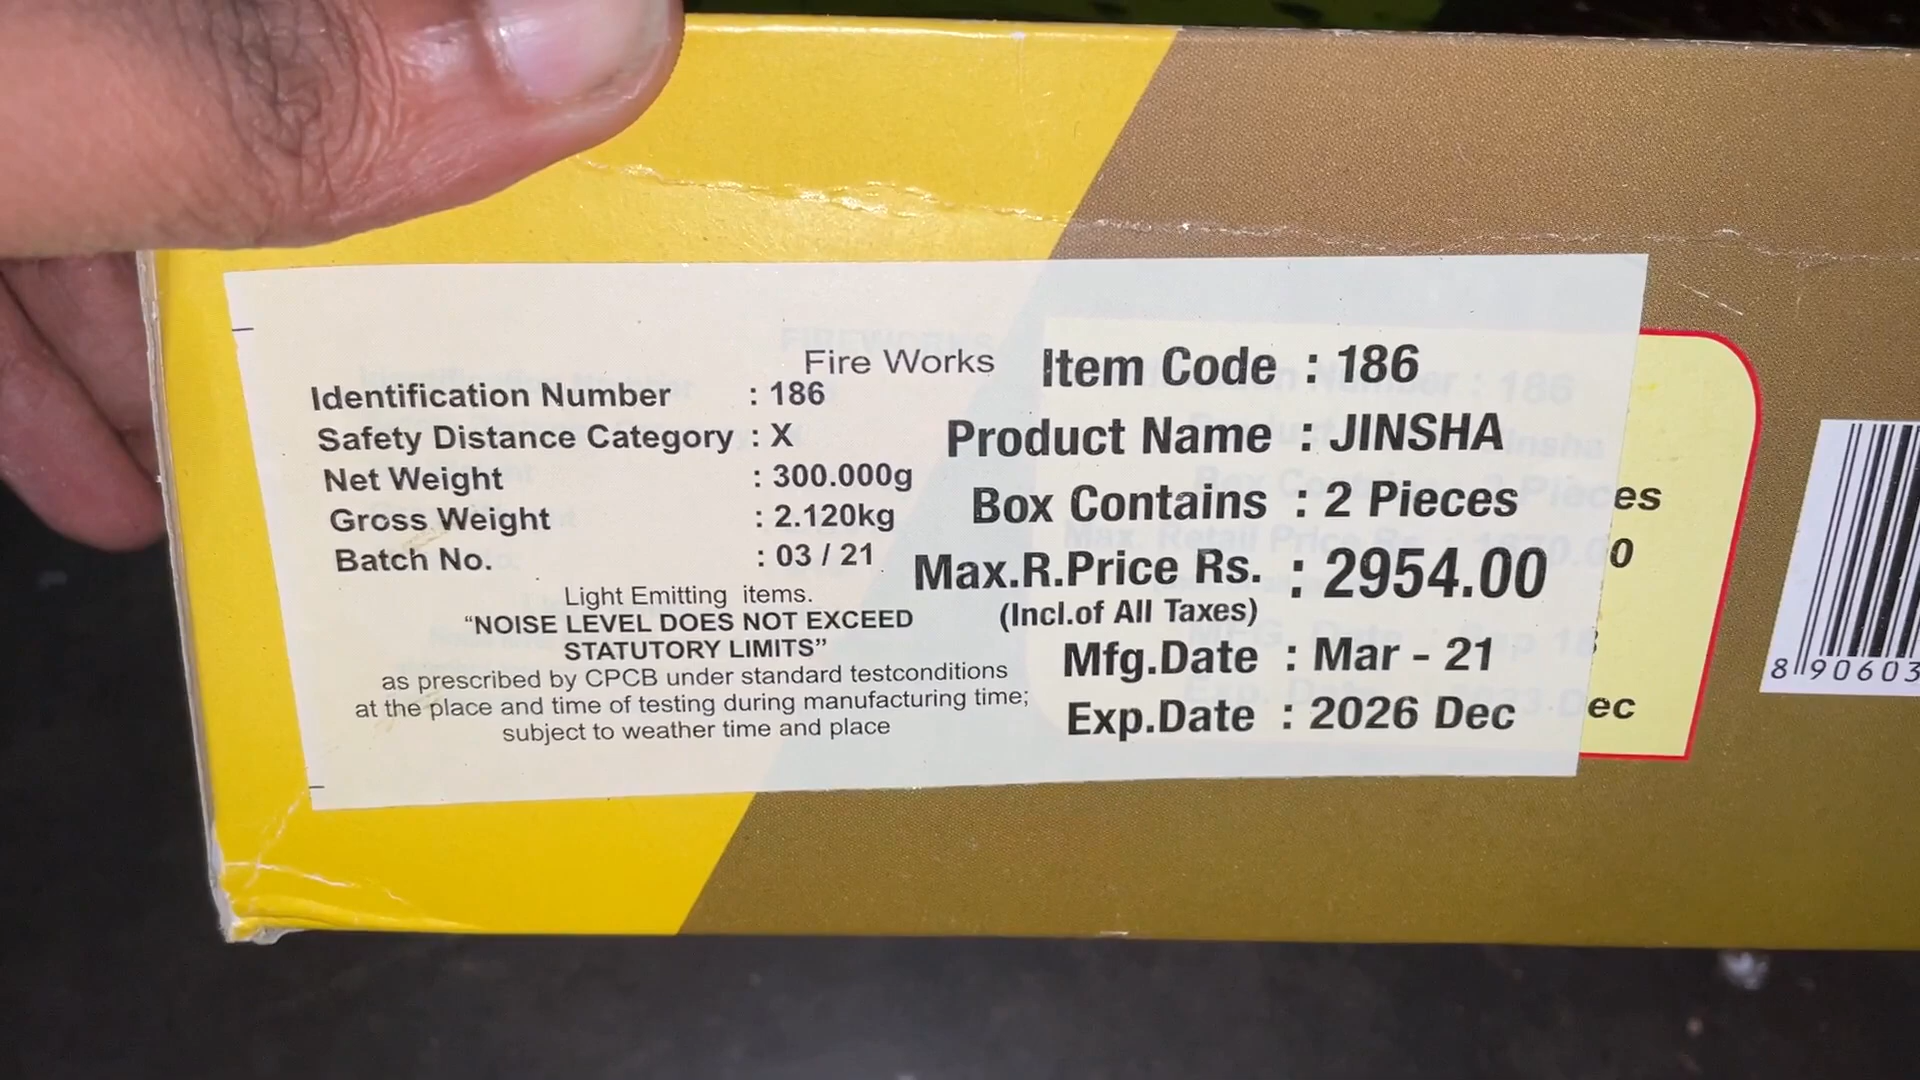 Fire Works
Identification Number : 186
Safety Distance Category : X
Net Weight : 300.000g
Gross Weight : 2.120kg
Batch No. : 03 / 21
Light Emitting items.
“NOISE LEVEL DOES NOT EXCEED
STATUTORY LIMITS”
as prescribed by CPCB under standard testconditions
at the place and time of testing during manufacturing time;
subject to weather time and place
Item Code : 186
Product Name : JINSHA
Box Contains : 2 Pieces
Max.R.Price Rs. : 2954.00
(Incl.of All Taxes)
Mfg.Date : Mar - 21
Exp.Date : 2026 Dec
es
0
ec
8 90603